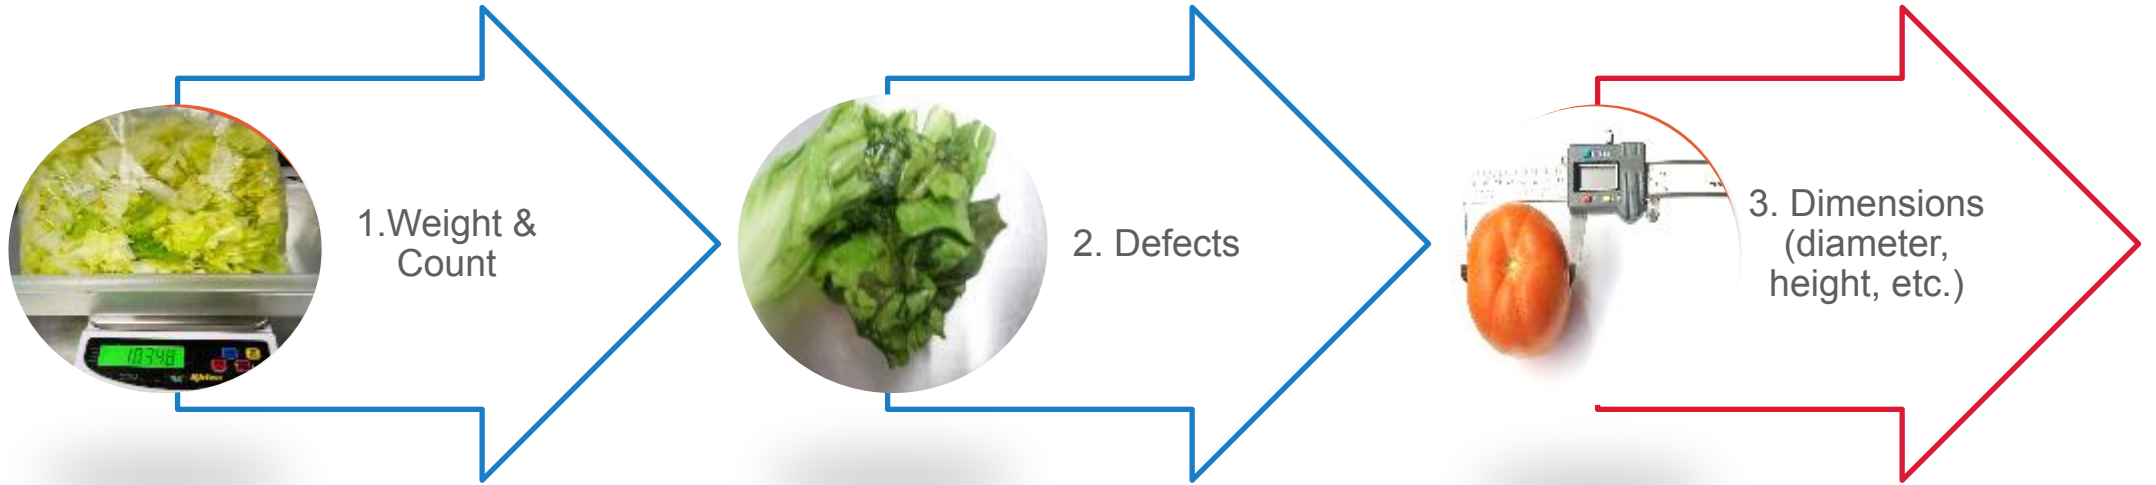 1.Weight &
Count
2. Defects
3. Dimensions
(diameter,
height, etc.)